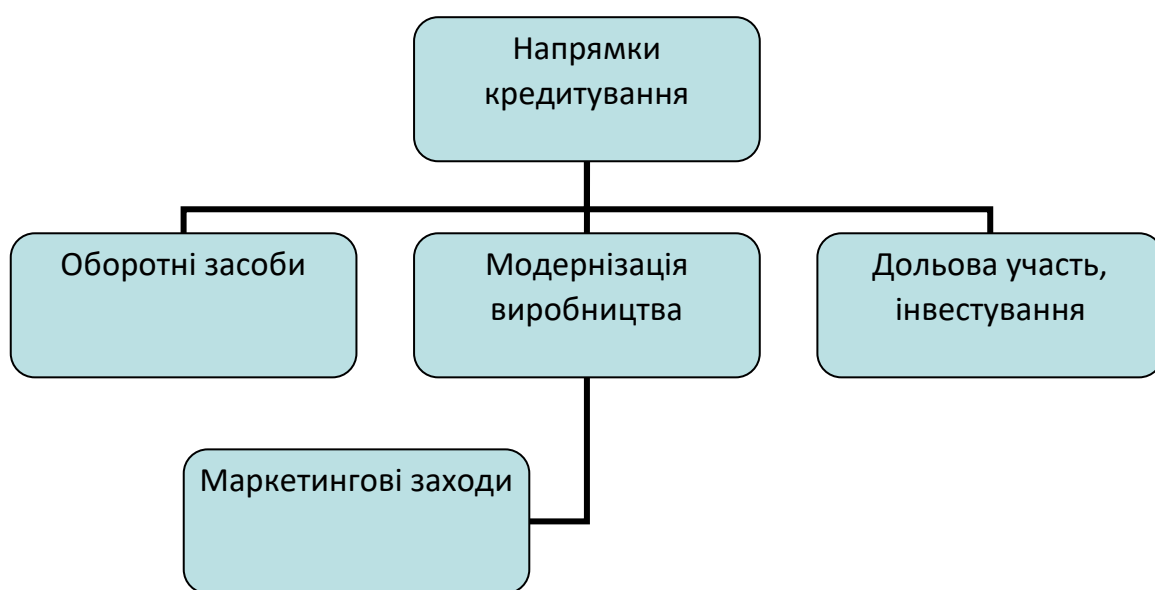 Напрямки
кредитування
Оборотні засоби
Модернізація
виробництва
Дольова участь,
інвестування
Маркетингові заходи